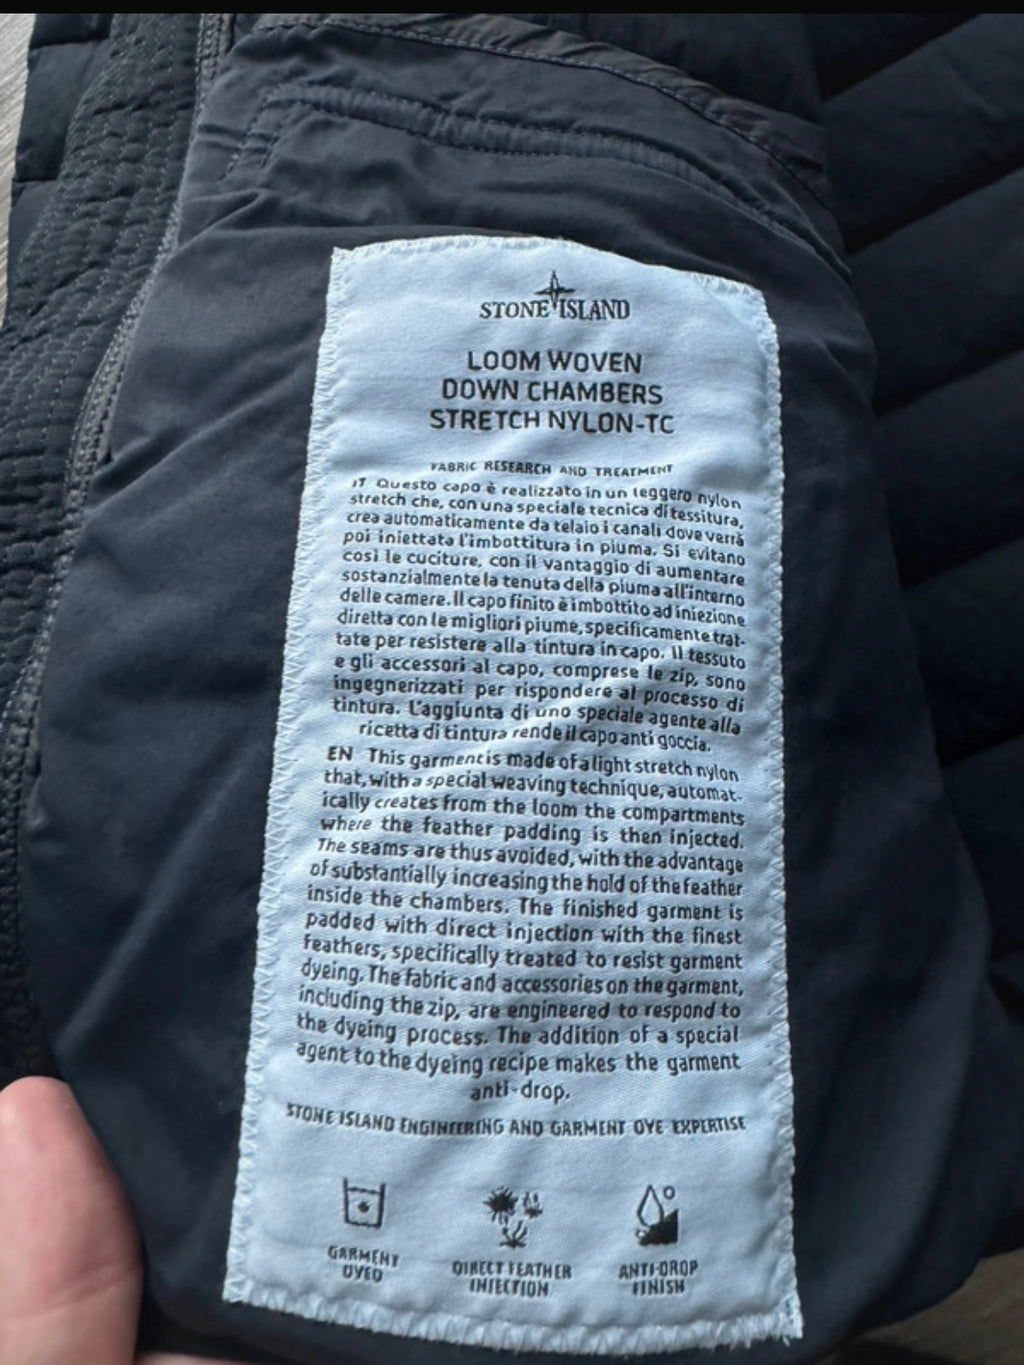 STONE ISLAND
LOOM WOVEN
DOWN CHAMBERS
STRETCH NYLON-TC
FABRIC RESEARCH AND TREATMENT
IT Questo capo è realizzato in un leggero nylon
stretch che, con una speciale tecnica di tessitura,
crea automaticamente da telaio i canali dove verrà
poi iniettata l'imbottitura in piuma. Si evitano
così le cuciture, con il vantaggio di aumentare
sostanzialmente la tenuta della piuma all'interno
delle camere. Il capo finito è imbottito ad iniezione
diretta con le migliori piume, specificamente trat-
tate per resistere alla tintura in capo. Il tessuto
e gli accessori al capo, comprese le zip, sono
ingegnerizzati per rispondere al processo di
tintura. L'aggiunta di uno speciale agente alla
ricetta di tintura rende il capo anti goccia.
EN This garment is made of a light stretch nylon
that, with a special weaving technique, automat-
ically creates from the loom the compartments
where the feather padding is then injected.
The seams are thus avoided, with the advantage
of substantially increasing the hold of the feather
inside the chambers. The finished garment is
padded with direct injection with the finest
feathers, specifically treated to resist garment
dyeing. The fabric and accessories on the garment,
including the zip, are engineered to respond to
the dyeing process. The addition of a special
agent to the dyeing recipe makes the garment
anti-drop.
STONE ISLAND ENGINEERING AND GARMENT DYE EXPERTISE
GARMENT
DYED
DIRECT FEATHER
INJECTION
ANTI-DROP
FINISH